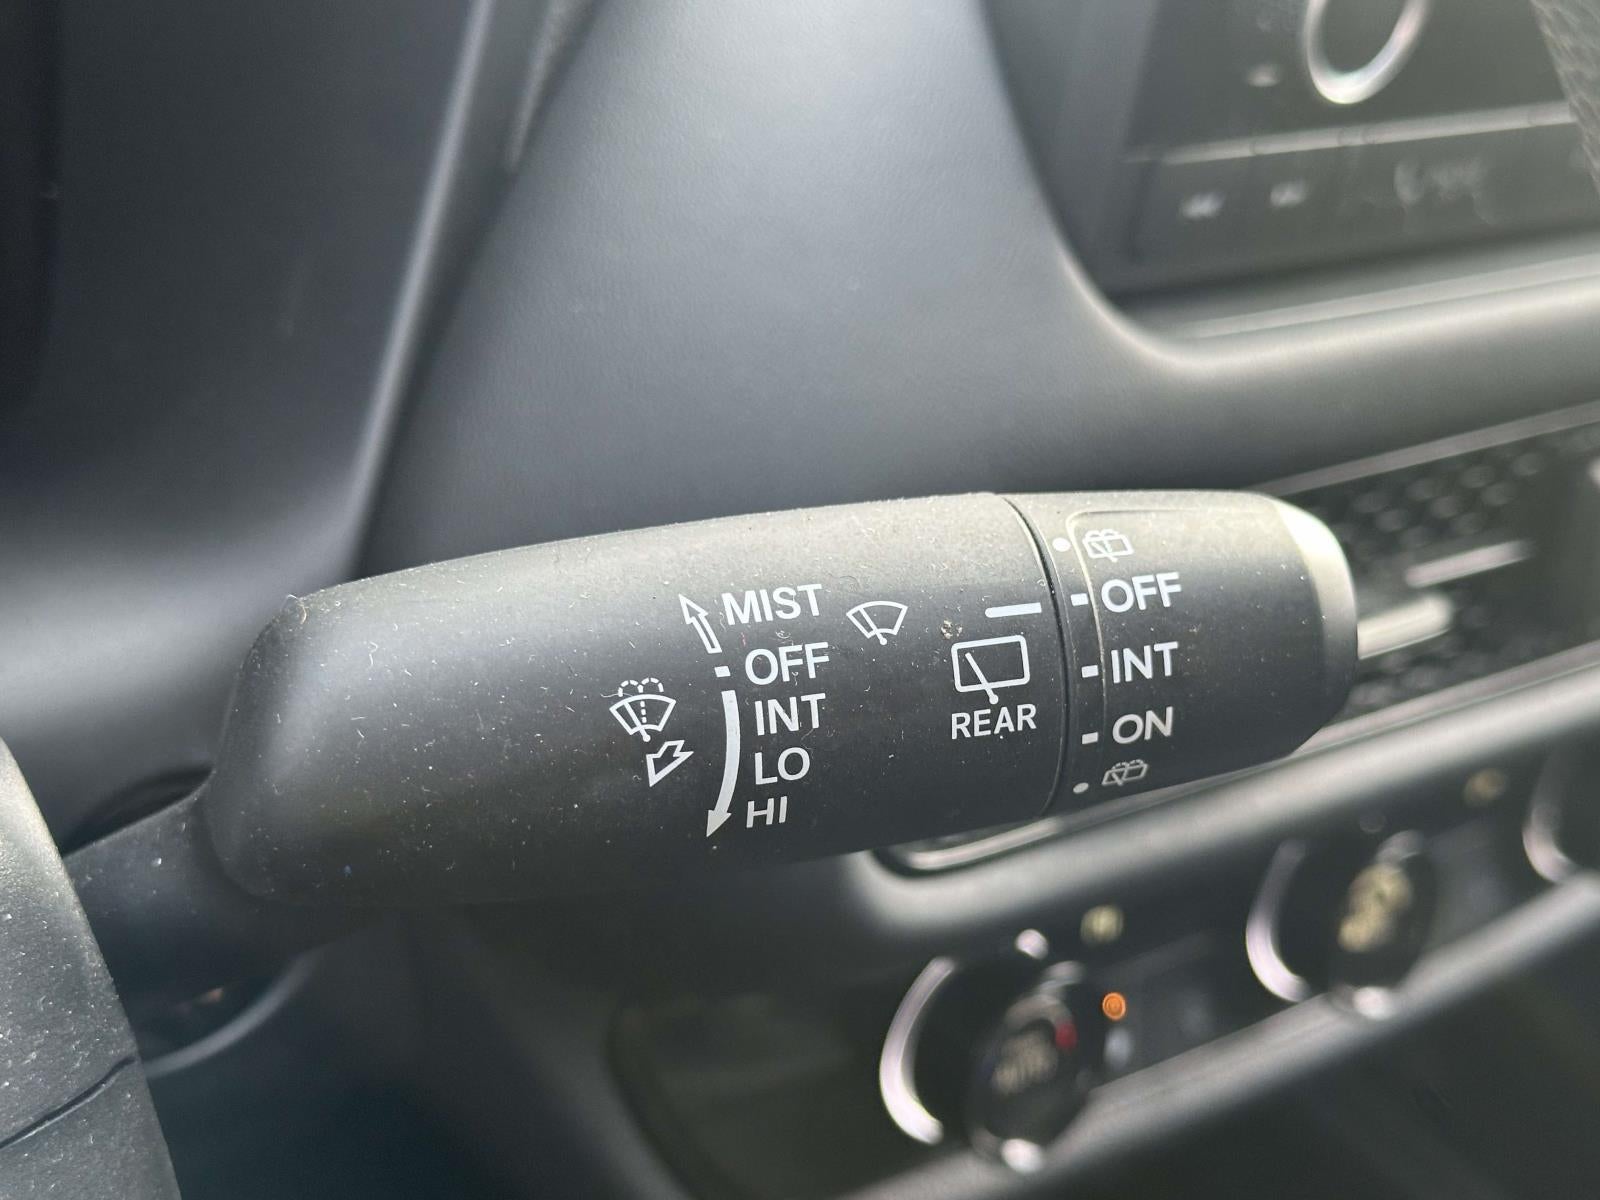 MIST
OFF
INT
LO
HI
REAR
OFF
INT
ON